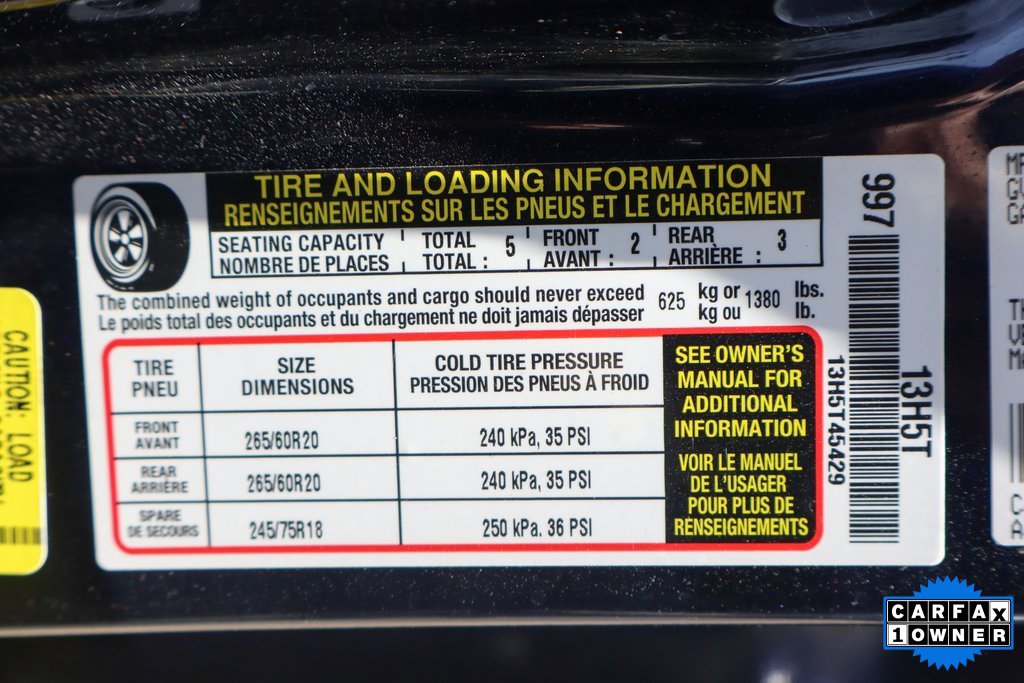 TIRE AND LOADING INFORMATION
RENSEIGNEMENTS SUR LES PNEUS ET LE CHARGEMENT
SEATING CAPACITY TOTAL 5 FRONT 2 REAR 3
NOMBRE DE PLACES TOTAL : AVANT : ARRIÈRE :
The combined weight of occupants and cargo should never exceed 625 kg or 1380 lbs.
Le poids total des occupants et du chargement ne doit jamais dépasser kg ou lb.
TIRE
PNEU
SIZE
DIMENSIONS
COLD TIRE PRESSURE
PRESSION DES PNEUS À FROID
FRONT
AVANT
265/60R20
240 kPa, 35 PSI
REAR
ARRIÈRE
265/60R20
240 kPa, 35 PSI
SPARE
DE SECOURS
245/75R18
250 kPa. 36 PSI
SEE OWNER'S
MANUAL FOR
ADDITIONAL
INFORMATION
VOIR LE MANUEL
DE L'USAGER
POUR PLUS DE
RENSEIGNEMENTS
997
13H5T45429
13H5T
CAUTION: LOAD
CARFAX
1 OWNER